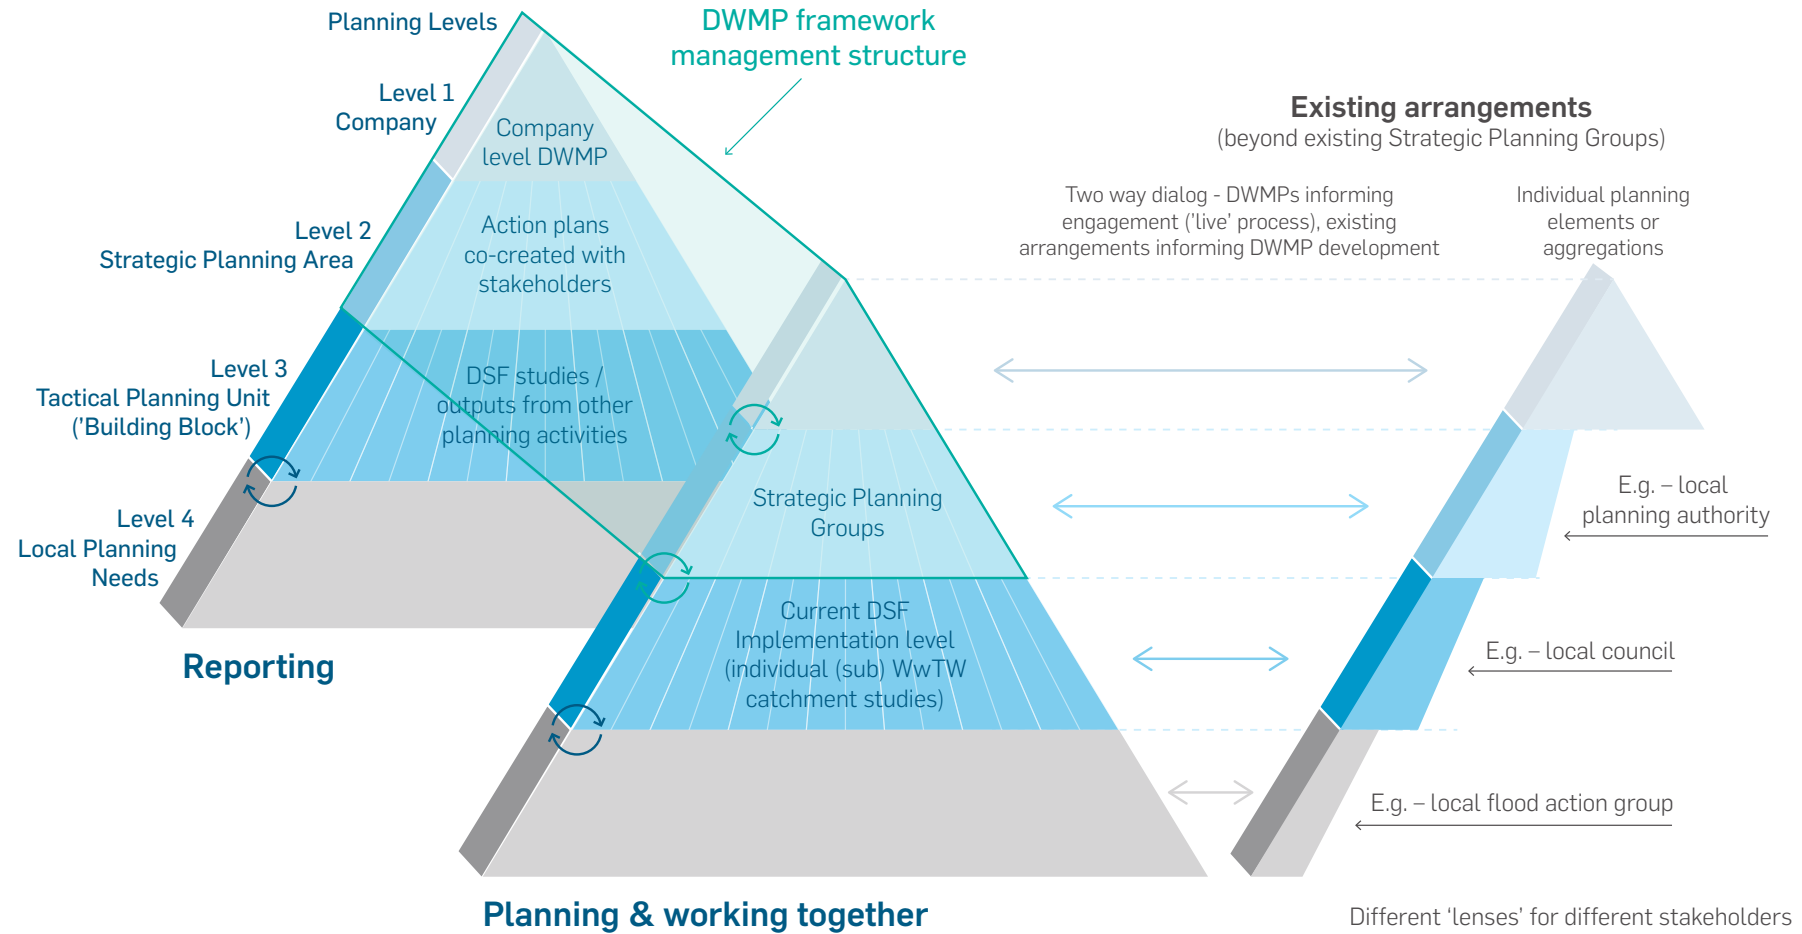 Planning Levels
DWMP framework
management structure
Level 1
Company
Company
level DWMP
Level 2
Strategic Planning Area
Action plans
co-created with
stakeholders
Level 3
Tactical Planning Unit
('Building Block')
DSF studies /
outputs from other
planning activities
Level 4
Local Planning
Needs
Reporting
Strategic Planning
Groups
Current DSF
Implementation level
(individual (sub) WwTW
catchment studies)
Planning & working together
Existing arrangements
(beyond existing Strategic Planning Groups)
Two way dialog - DWMPs informing
engagement ('live' process), existing
arrangements informing DWMP development
Individual planning
elements or
aggregations
E.g. – local
planning authority
E.g. – local council
E.g. – local flood action group
Different 'lenses' for different stakeholders